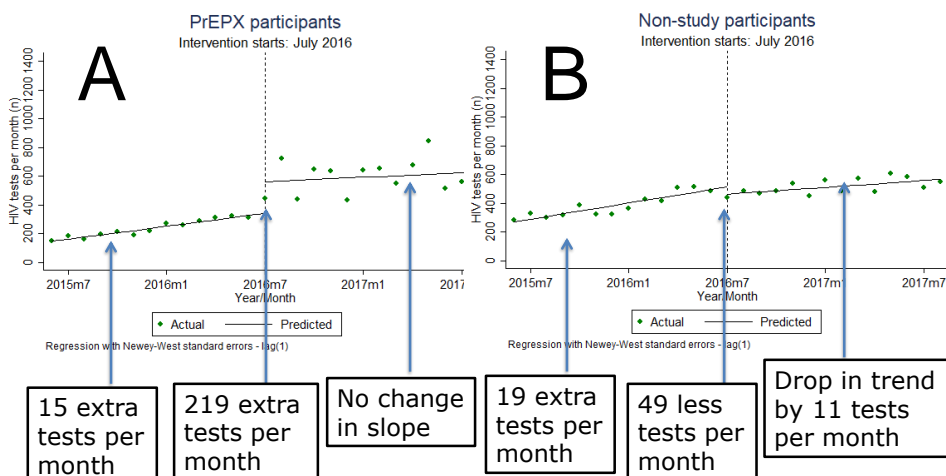 PrEPX participants
Intervention starts: July 2016
A
HIV tests per month (n)
0 200 400 600 800 1000 1200 1400
2015m7 2016m1 2016m7 2017m1 2017
Year/Month
Actual Predicted
Regression with Newey-West standard errors - lag(1)
15 extra
tests per
month
219 extra
tests per
month
No change
in slope
Non-study participants
Intervention starts: July 2016
B
HIV tests per month (n)
0 200 400 600 800 1000 1200 1400
2015m7 2016m1 2016m7 2017m1 2017m7
Year/Month
Actual Predicted
Regression with Newey-West standard errors - lag(1)
19 extra
tests per
month
49 less
tests per
month
Drop in trend
by 11 tests
per month